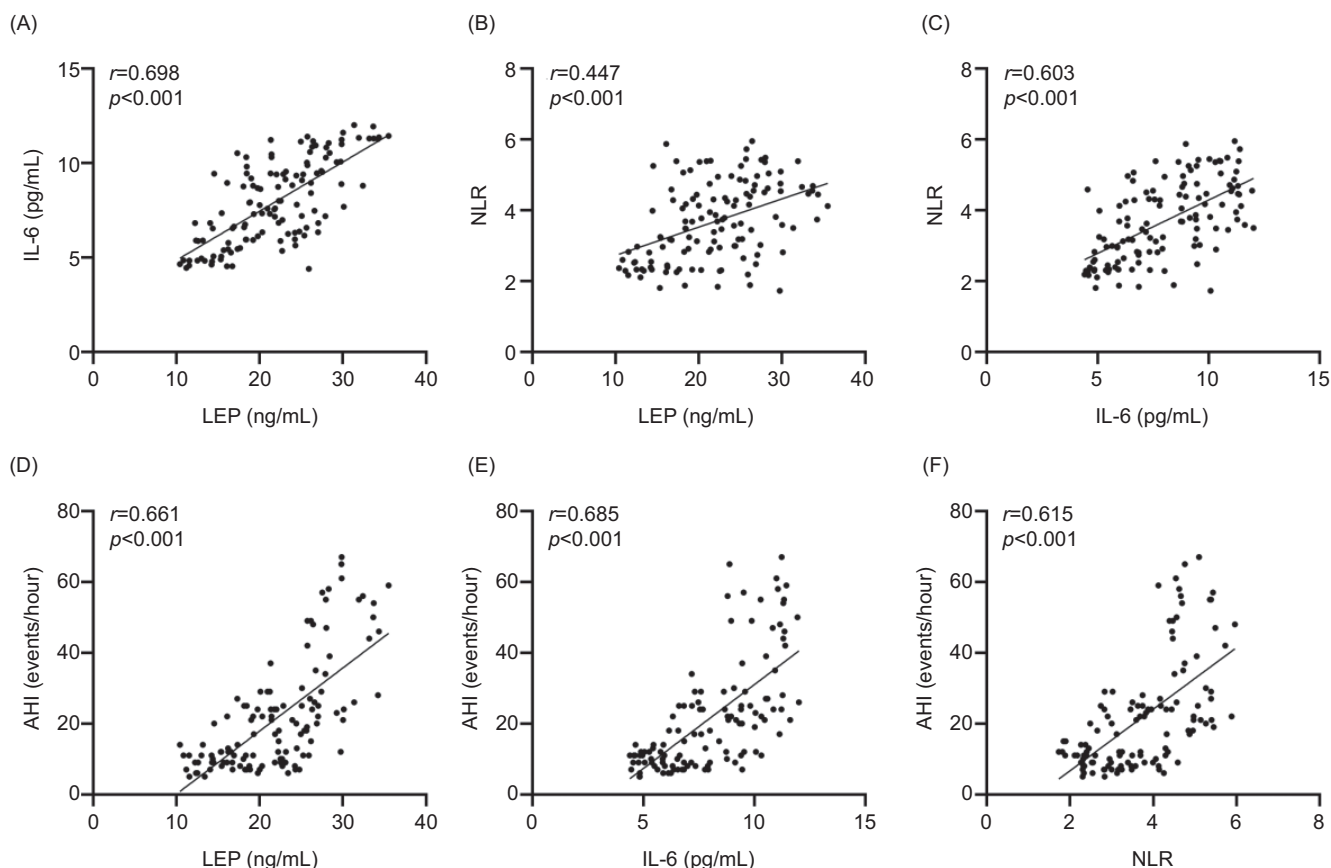 (A)
r=0.698
p<0.001
15
10
5
0
IL-6 (pg/mL)
0 10 20 30 40
LEP (ng/mL)
(B)
r=0.447
p<0.001
8
6
4
2
0
NLR
0 10 20 30 40
LEP (ng/mL)
(C)
r=0.603
p<0.001
8
6
4
2
0
NLR
0 5 10 15
IL-6 (pg/mL)
(D)
r=0.661
p<0.001
80
60
40
20
0
AHI (events/hour)
0 10 20 30 40
LEP (ng/mL)
(E)
r=0.685
p<0.001
80
60
40
20
0
AHI (events/hour)
0 5 10 15
IL-6 (pg/mL)
(F)
r=0.615
p<0.001
80
60
40
20
0
AHI (events/hour)
0 2 4 6 8
NLR